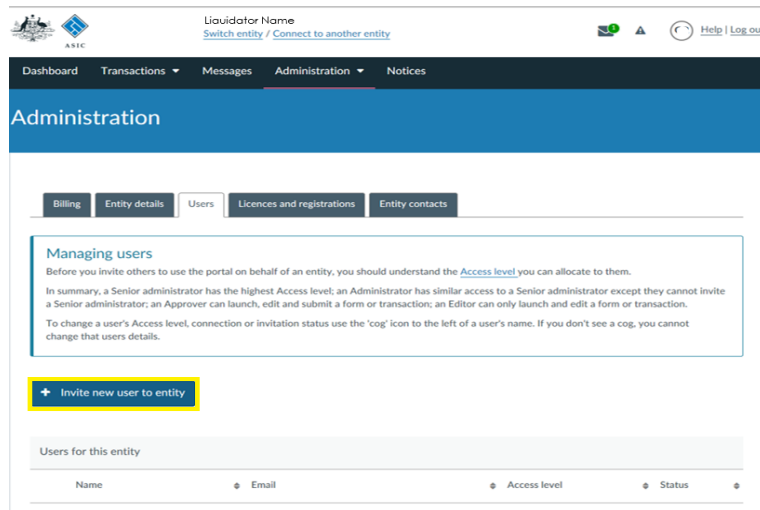 Liquidator Name
Switch entity / Connect to another entity
1
Help | Log ou
ASIC
Dashboard Transactions Messages Administration Notices
Administration
Billing Entity details Users Licences and registrations Entity contacts
Managing users
Before you invite others to use the portal on behalf of an entity, you should understand the Access level you can allocate to them.
In summary, a Senior administrator has the highest Access level; an Administrator has similar access to a Senior administrator except they cannot invite
a Senior administrator; an Approver can launch, edit and submit a form or transaction; an Editor can only launch and edit a form or transaction.
To change a user's Access level, connection or invitation status use the 'cog' icon to the left of a user's name. If you don't see a cog, you cannot
change that users details.
+ Invite new user to entity
Users for this entity
Name Email Access level Status